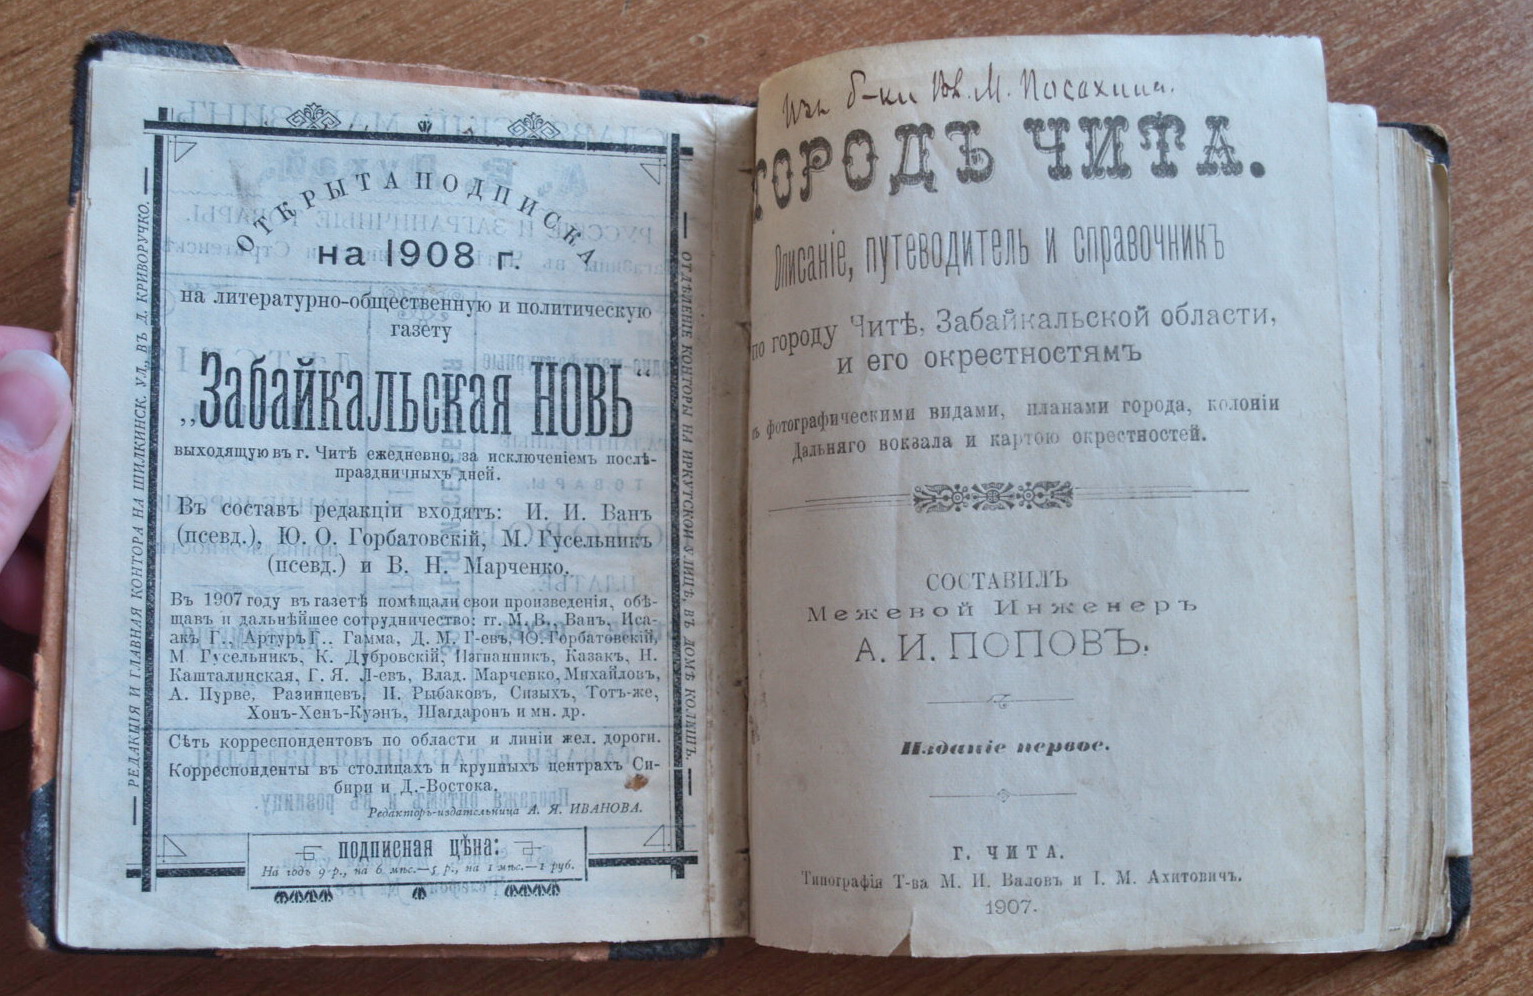 ОТКРЫТА ПОДПИСКА
на 1908 г.
на литературно-общественную и политическую
газету
„Забайкальская НОВЬ“
выходящую въ г. Читѣ ежедневно, за исключеніемъ послѣ-
праздничныхъ дней.
Въ составъ редакціи входятъ: И. И. Ванъ
(псевд.), Ю. О. Горбатовскій, М. Гусельникъ
(псевд.) и В. Н. Марченко.
Въ 1907 году въ газетѣ помѣщали свои произведенія, обѣ-
щавъ и дальнѣйшее сотрудничество: гг. М. В., Ванъ, Иса-
акъ Г., Артуръ Г.. Гамма, Д. М. Г-евъ, Ю. Горбатовскій,
М Гусельникъ, К. Дубровскій, Изгнанникъ, Казакъ, Н.
Кашталинская, Г. Я. Л-евъ, Влад. Марченко, Михайловъ,
А. Пурве, Разинцевъ, И. Рыбаковъ, Сизыхъ, Тотъ-же,
Хонъ-Хенъ-Куэнъ, Шагдаронъ и мн. др.
Сѣть корреспондентовъ по области и линіи жел. дороги.
Корреспонденты въ столицахъ и крупныхъ центрахъ Си-
бири и Д.-Востока.
Редакторъ-издательница А. Я. ИВАНОВА.
подписная цѣна:
На годъ 9-р., на 6 мѣс.—5 р., на 1 мѣс.—1 руб.
РЕДАКЦІЯ И ГЛАВНАЯ КОНТОРА НА ШИЛКИНСК. УЛ., ВЪ Д. КРИВОРУЧКО.
ОТДѢЛЕНІЕ КОНТОРЫ НА ИРКУТСКОЙ УЛИЦѢ, ВЪ ДОМѢ КОЛЕШЪ.
Изъ б-ки М. Посохина.
ГОРОДЪ ЧИТА.
Описаніе, путеводитель и справочникъ
по городу Читѣ, Забайкальской области,
и его окрестностямъ
съ фотографическими видами, планами города, колоніи
Дальняго вокзала и картою окрестностей.
СОСТАВИЛЪ
Межевой Инженеръ
А. И. ПОПОВЪ.
Изданіе первое.
Г. ЧИТА.
Типографія Т-ва М. И. Валовъ и І. М. Ахитовичъ.
1907.